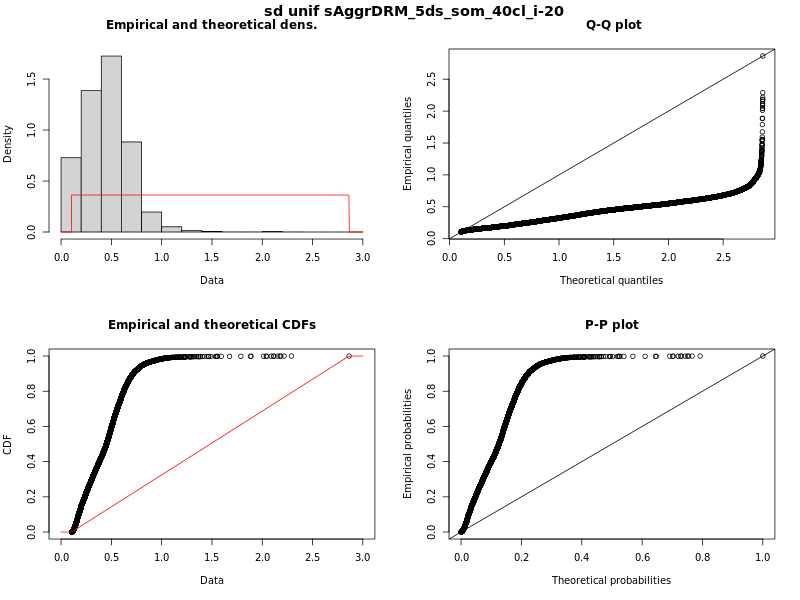 sd unif sAggrDRM_5ds_som_40cl_i-20
Empirical and theoretical dens.
Density
0.0 0.5 1.0 1.5
0.0 0.5 1.0 1.5 2.0 2.5 3.0
Data
Q-Q plot
Empirical quantiles
0.0 0.5 1.0 1.5 2.0 2.5
0.0 0.5 1.0 1.5 2.0 2.5
Theoretical quantiles
Empirical and theoretical CDFs
CDF
0.0 0.2 0.4 0.6 0.8 1.0
0.0 0.5 1.0 1.5 2.0 2.5 3.0
Data
P-P plot
Empirical probabilities
0.0 0.2 0.4 0.6 0.8 1.0
0.0 0.2 0.4 0.6 0.8 1.0
Theoretical probabilities